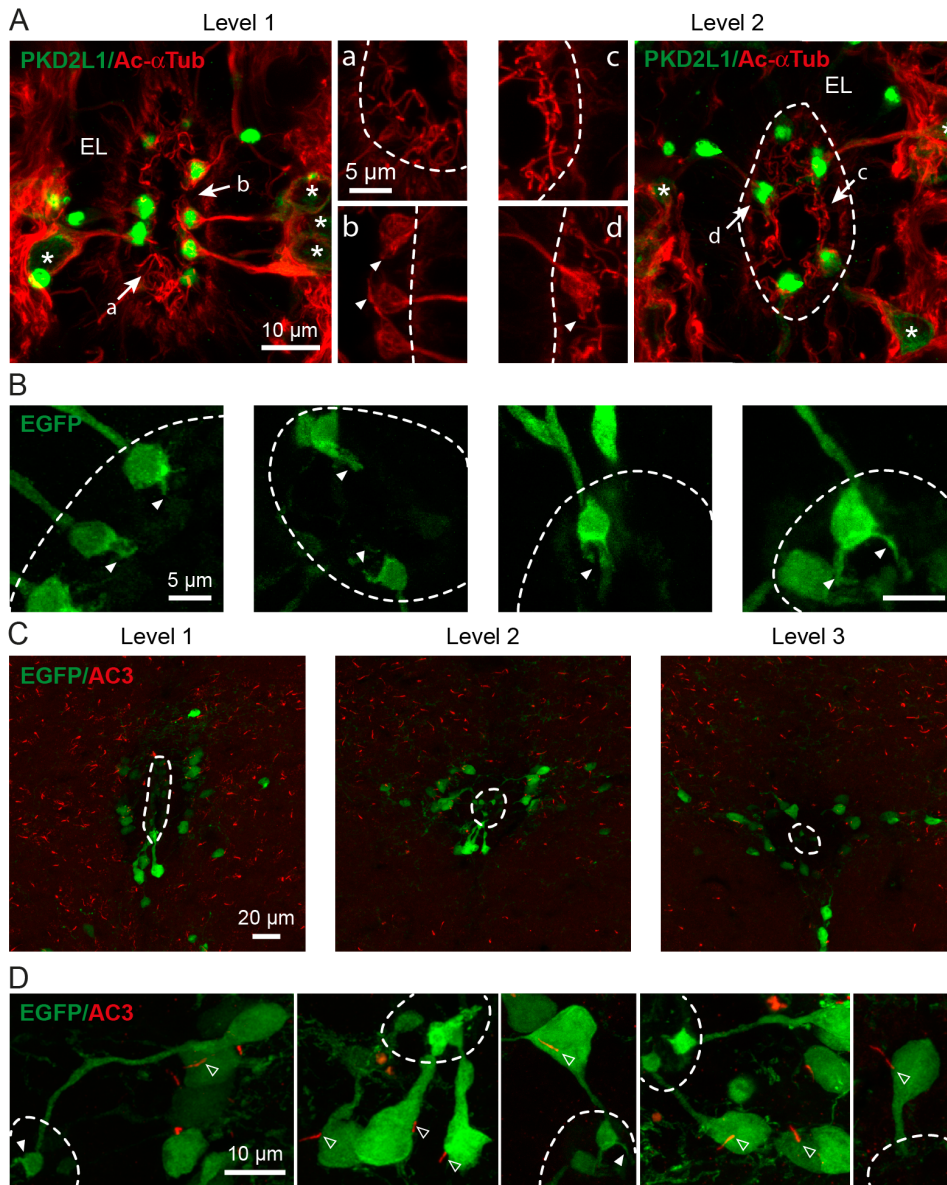 A
Level 1
Level 2
PKD2L1/Ac-αTub
EL
b
a
10 µm
a
5 µm
b
c
d
PKD2L1/Ac-αTub
EL
c
d
B
EGFP
5 µm
C
Level 1
Level 2
Level 3
EGFP/AC3
20 µm
D
EGFP/AC3
10 µm